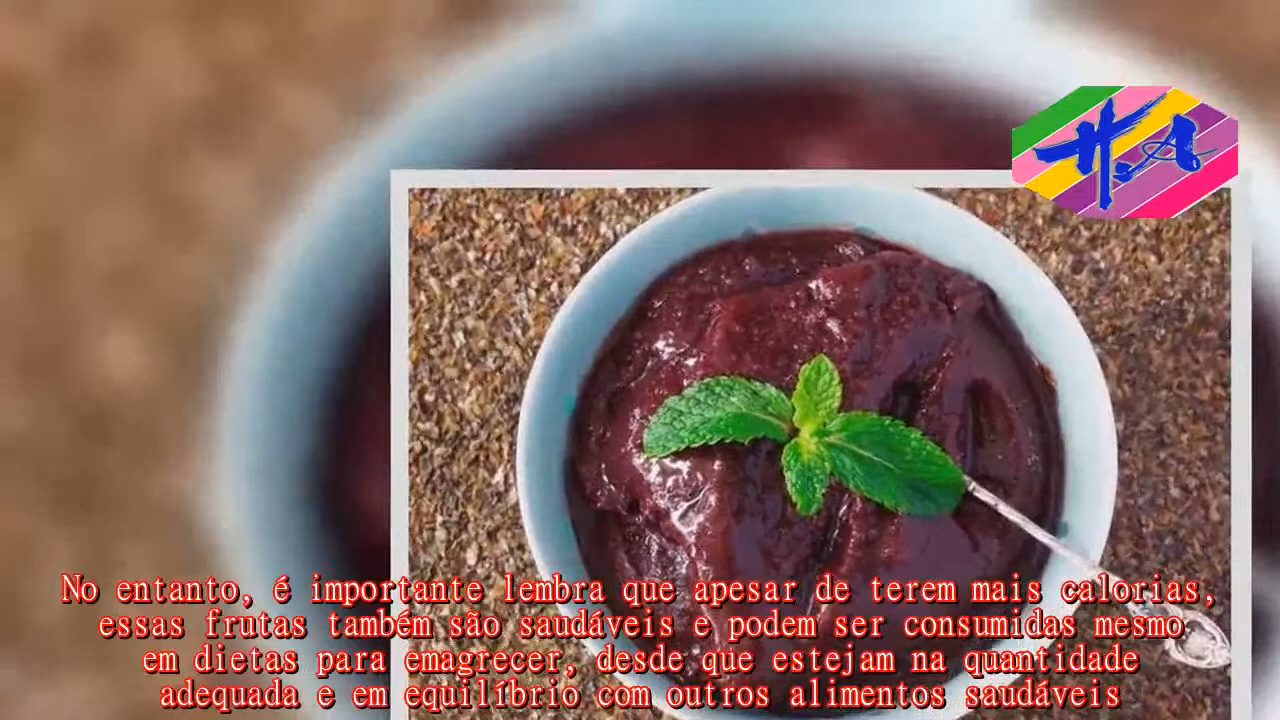 H.A
No entanto, é importante lembra que apesar de terem mais calorias,
essas frutas também são saudáveis e podem ser consumidas mesmo
em dietas para emagrecer, desde que estejam na quantidade
adequada e em equilíbrio com outros alimentos saudáveis